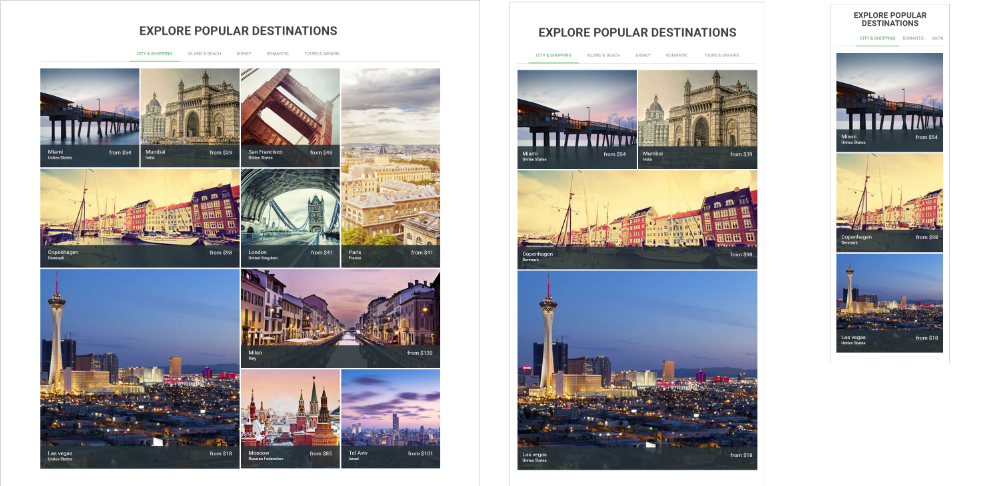 EXPLORE POPULAR DESTINATIONS
CITY & SHOPPING ISLAND & BEACH DISNEY ROMANTIC TOURS & SAFARIS
Miami from $54
United States
Mumbai from $39
India
San Francisco from $49
United States
Copenhagen from $98
Denmark
London from $41
United Kingdom
Paris from $41
France
Las vegas from $18
United States
Milan from $120
Italy
Moscow from $85
Russian Federation
Tel Aviv from $101
Israel
EXPLORE POPULAR DESTINATIONS
CITY & SHOPPING ISLAND & BEACH DISNEY ROMANTIC TOURS & SAFARIS
Miami from $54
United States
Mumbai from $39
India
Copenhagen from $98
Denmark
Las vegas from $18
United States
EXPLORE POPULAR
DESTINATIONS
CITY & SHOPPING ROMANTIC
Miami from $54
United States
Copenhagen from $98
Denmark
Las vegas from $18
United States